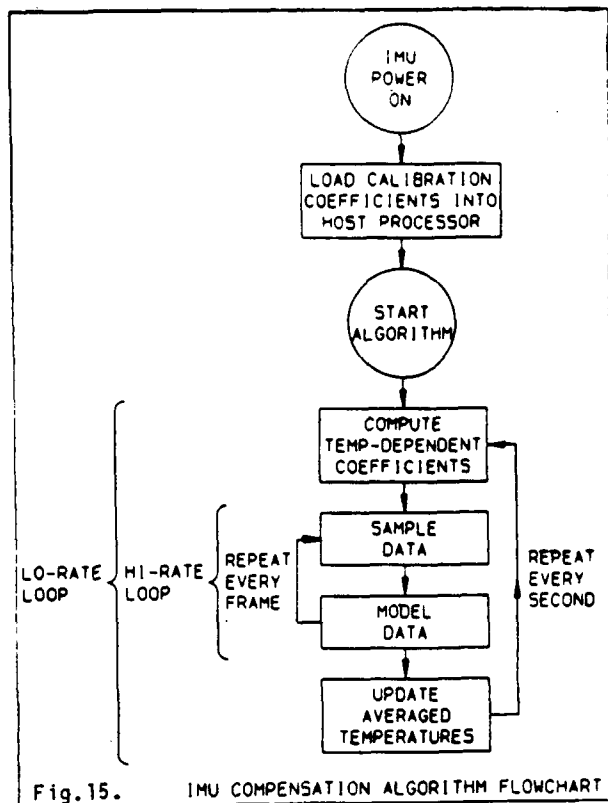 IMU
POWER
ON
LOAD CALIBRATION
COEFFICIENTS INTO
HOST PROCESSOR
START
ALGORITHM
COMPUTE
TEMP-DEPENDENT
COEFFICIENTS
SAMPLE
DATA
MODEL
DATA
UPDATE
AVERAGED
TEMPERATURES
LO-RATE
LOOP
HI-RATE
LOOP
REPEAT
EVERY
FRAME
REPEAT
EVERY
SECOND
Fig.15. IMU COMPENSATION ALGORITHM FLOWCHART